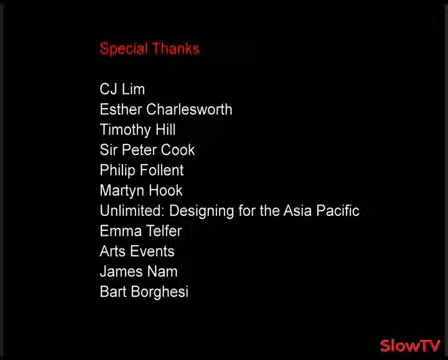 Special Thanks
CJ Lim
Esther Charlesworth
Timothy Hill
Sir Peter Cook
Philip Follent
Martyn Hook
Unlimited: Designing for the Asia Pacific
Emma Telfer
Arts Events
James Nam
Bart Borghesi
SlowTV